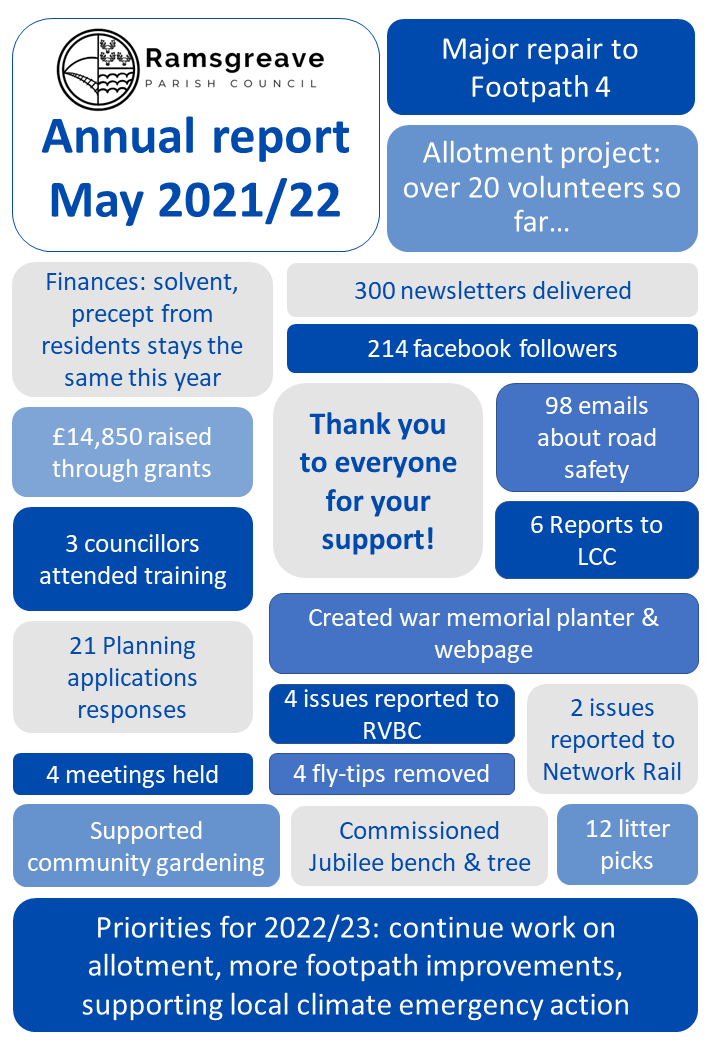 Ramsgreave
PARISH COUNCIL
Annual report
May 2021/22
Major repair to
Footpath 4
Allotment project:
over 20 volunteers so
far...
Finances: solvent,
precept from
residents stays the
same this year
300 newsletters delivered
214 facebook followers
£14,850 raised
through grants
Thank you
to everyone
for your
support!
98 emails
about road
safety
3 councillors
attended training
6 Reports to
LCC
Created war memorial planter &
webpage
21 Planning
applications
responses
4 issues reported to
RVBC
2 issues
reported to
Network Rail
4 meetings held
4 fly-tips removed
Supported
community gardening
Commissioned
Jubilee bench & tree
12 litter
picks
Priorities for 2022/23: continue work on
allotment, more footpath improvements,
supporting local climate emergency action